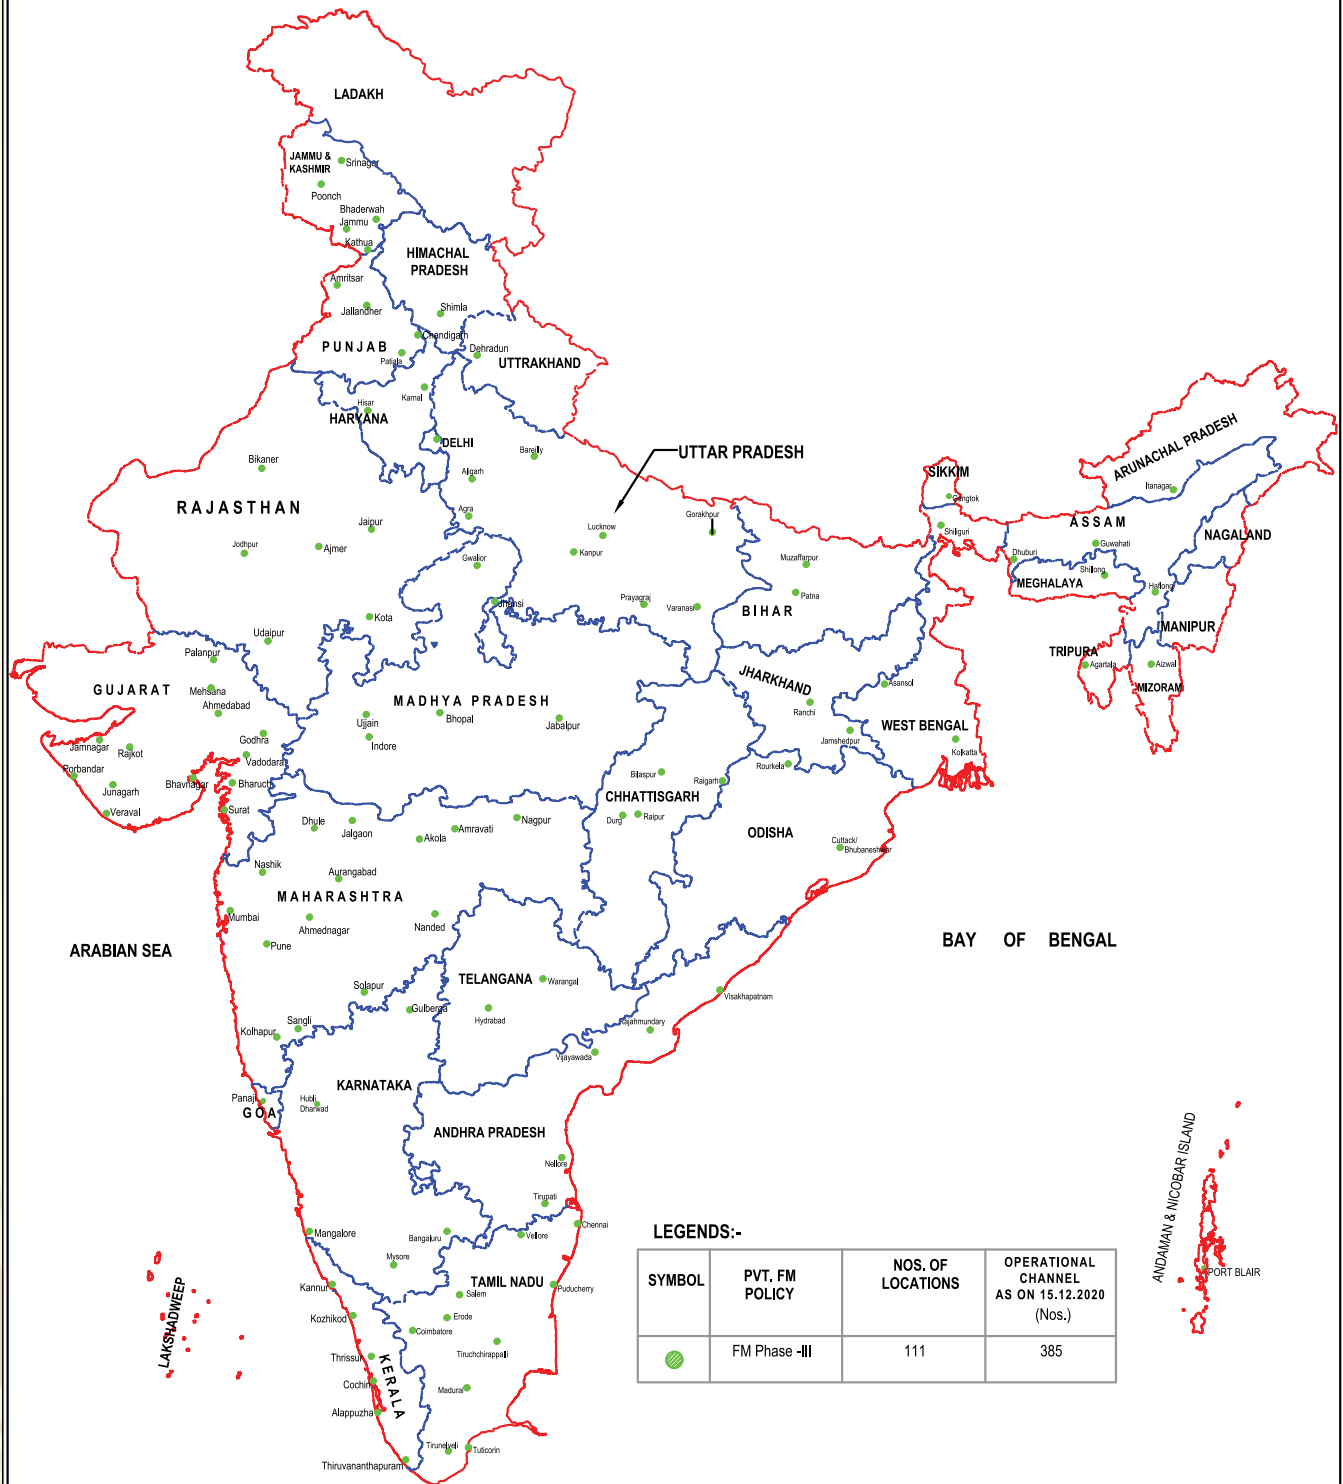 LADAKH
JAMMU &
KASHMIR
Srinager
Poonch
Bhaderwah
Jammu
Kathua
HIMACHAL
PRADESH
Amritsar
Jallandher
Shimla
Chandigarh
PUNJAB
Patiala
Dehradun
UTTRAKHAND
Hisar
Karnal
HARYANA
DELHI
Bareilly
Aligarh
UTTAR PRADESH
Bikaner
RAJASTHAN
Agra
Jaipur
Lucknow
Gorakhpur
Jodhpur
Ajmer
Gwalior
Kanpur
Muzaffarpur
SIKKIM
Gangtok
ARUNACHAL PRADESH
Itanagar
ASSAM
Shiliguri
NAGALAND
Guwahati
Dhuburi
Shillong
MEGHALAYA
Haflong
Jhansi
Prayagraj
Varanasi
Patna
BIHAR
Kota
MANIPUR
Udaipur
TRIPURA
Palanpur
Agartala
Aizwal
MIZORAM
GUJARAT
Mehsana
Ahmedabad
MADHYA PRADESH
JHARKHAND
Asansol
Ranchi
Ujjain
Bhopal
Jabalpur
WEST BENGAL
Godhra
Indore
Jamshedpur
Kolkatta
Jamnagar
Rajkot
Vadodara
Rourkela
Porbandar
Bhavnagar
Bharuch
Junagarh
Bilaspur
Raigarh
CHHATTISGARH
Veraval
Surat
Durg
Raipur
Dhule
Jalgaon
Akola
Amravati
Nagpur
ODISHA
Cuttack/
Bhubaneshwar
Nashik
Aurangabad
MAHARASHTRA
Mumbai
Ahmednagar
Nanded
Pune
ARABIAN SEA
BAY OF BENGAL
TELANGANA
Warangal
Solapur
Gulberga
Hydrabad
Visakhapatnam
Rajahmundary
Sangli
Kolhapur
Vijayawada
KARNATAKA
Panaji
GOA
Hubli
Dharwad
ANDHRA PRADESH
Nellore
Tirupati
ANDAMAN & NICOBAR ISLAND
PORT BLAIR
Mangalore
Bangaluru
Vellore
Chennai
Mysore
TAMIL NADU
Kannur
Salem
Puducherry
Kozhikod
Erode
Coimbatore
LAKSHADWEEP
Tiruchchirappalli
Thrissur
KERALA
Cochin
Madurai
Alappuzha
Tirunelveli
Tuticorin
Thiruvananthapuram
LEGENDS:-
SYMBOL
PVT. FM
POLICY
NOS. OF
LOCATIONS
OPERATIONAL
CHANNEL
AS ON 15.12.2020
(Nos.)
FM Phase -III
111
385